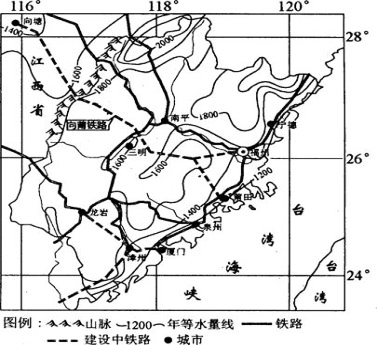 116° 118° 120°
向塘
1400
28°
2000
1600
江西省
1800
1600
1800
向莆铁路
南平
宁德
三明
福州
1600
1600
26°
1200
莆田
龙岩
1400
泉州
台
湾
漳州
厦门
海
台
湾
24°
峡
图例：山脉 1200 年等水量线 铁路
建设中铁路 城市